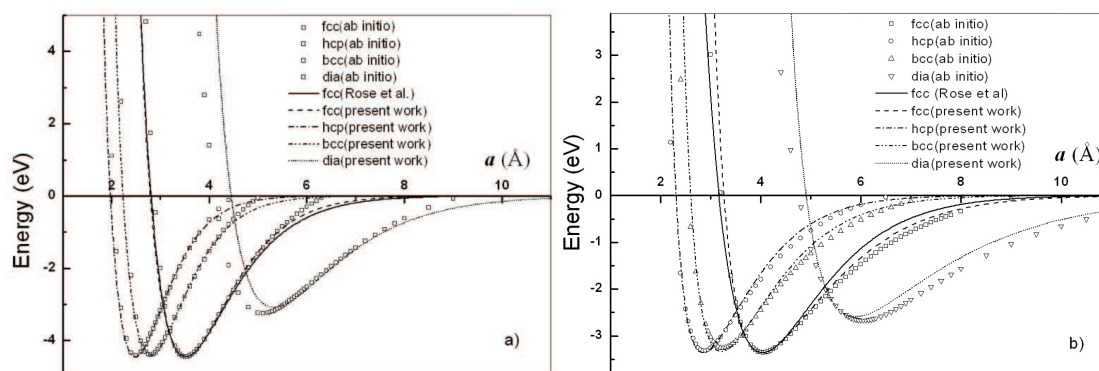 4
2
0
-2
-4
Energy (eV)
fcc(ab initio)
hcp(ab initio)
bcc(ab initio)
dia(ab initio)
fcc(Rose et al.)
fcc(present work)
hcp(present work)
bcc(present work)
dia(present work)
a (Å)
2 4 6 8 10
a)
3
2
1
0
-1
-2
-3
Energy (eV)
fcc(ab initio)
hcp(ab initio)
bcc(ab initio)
dia(ab initio)
fcc (Rose et al)
fcc(present work)
hcp(present work)
bcc(present work)
dia(present work)
a (Å)
2 4 6 8 10
b)